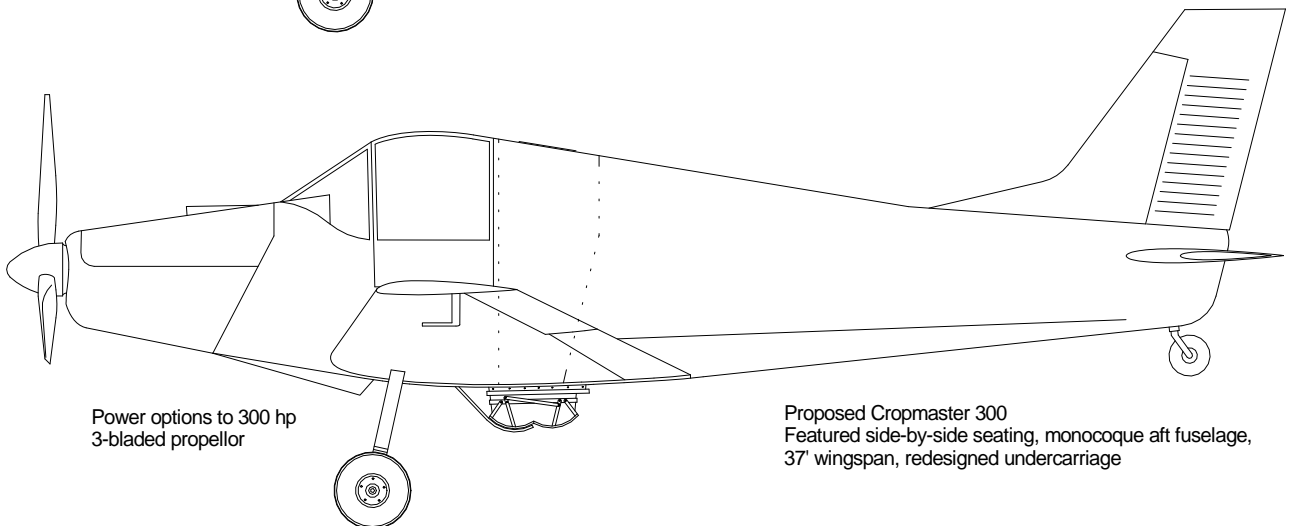 Power options to 300 hp
3-bladed propellor
Proposed Cropmaster 300
Featured side-by-side seating, monocoque aft fuselage,
37' wingspan, redesigned undercarriage